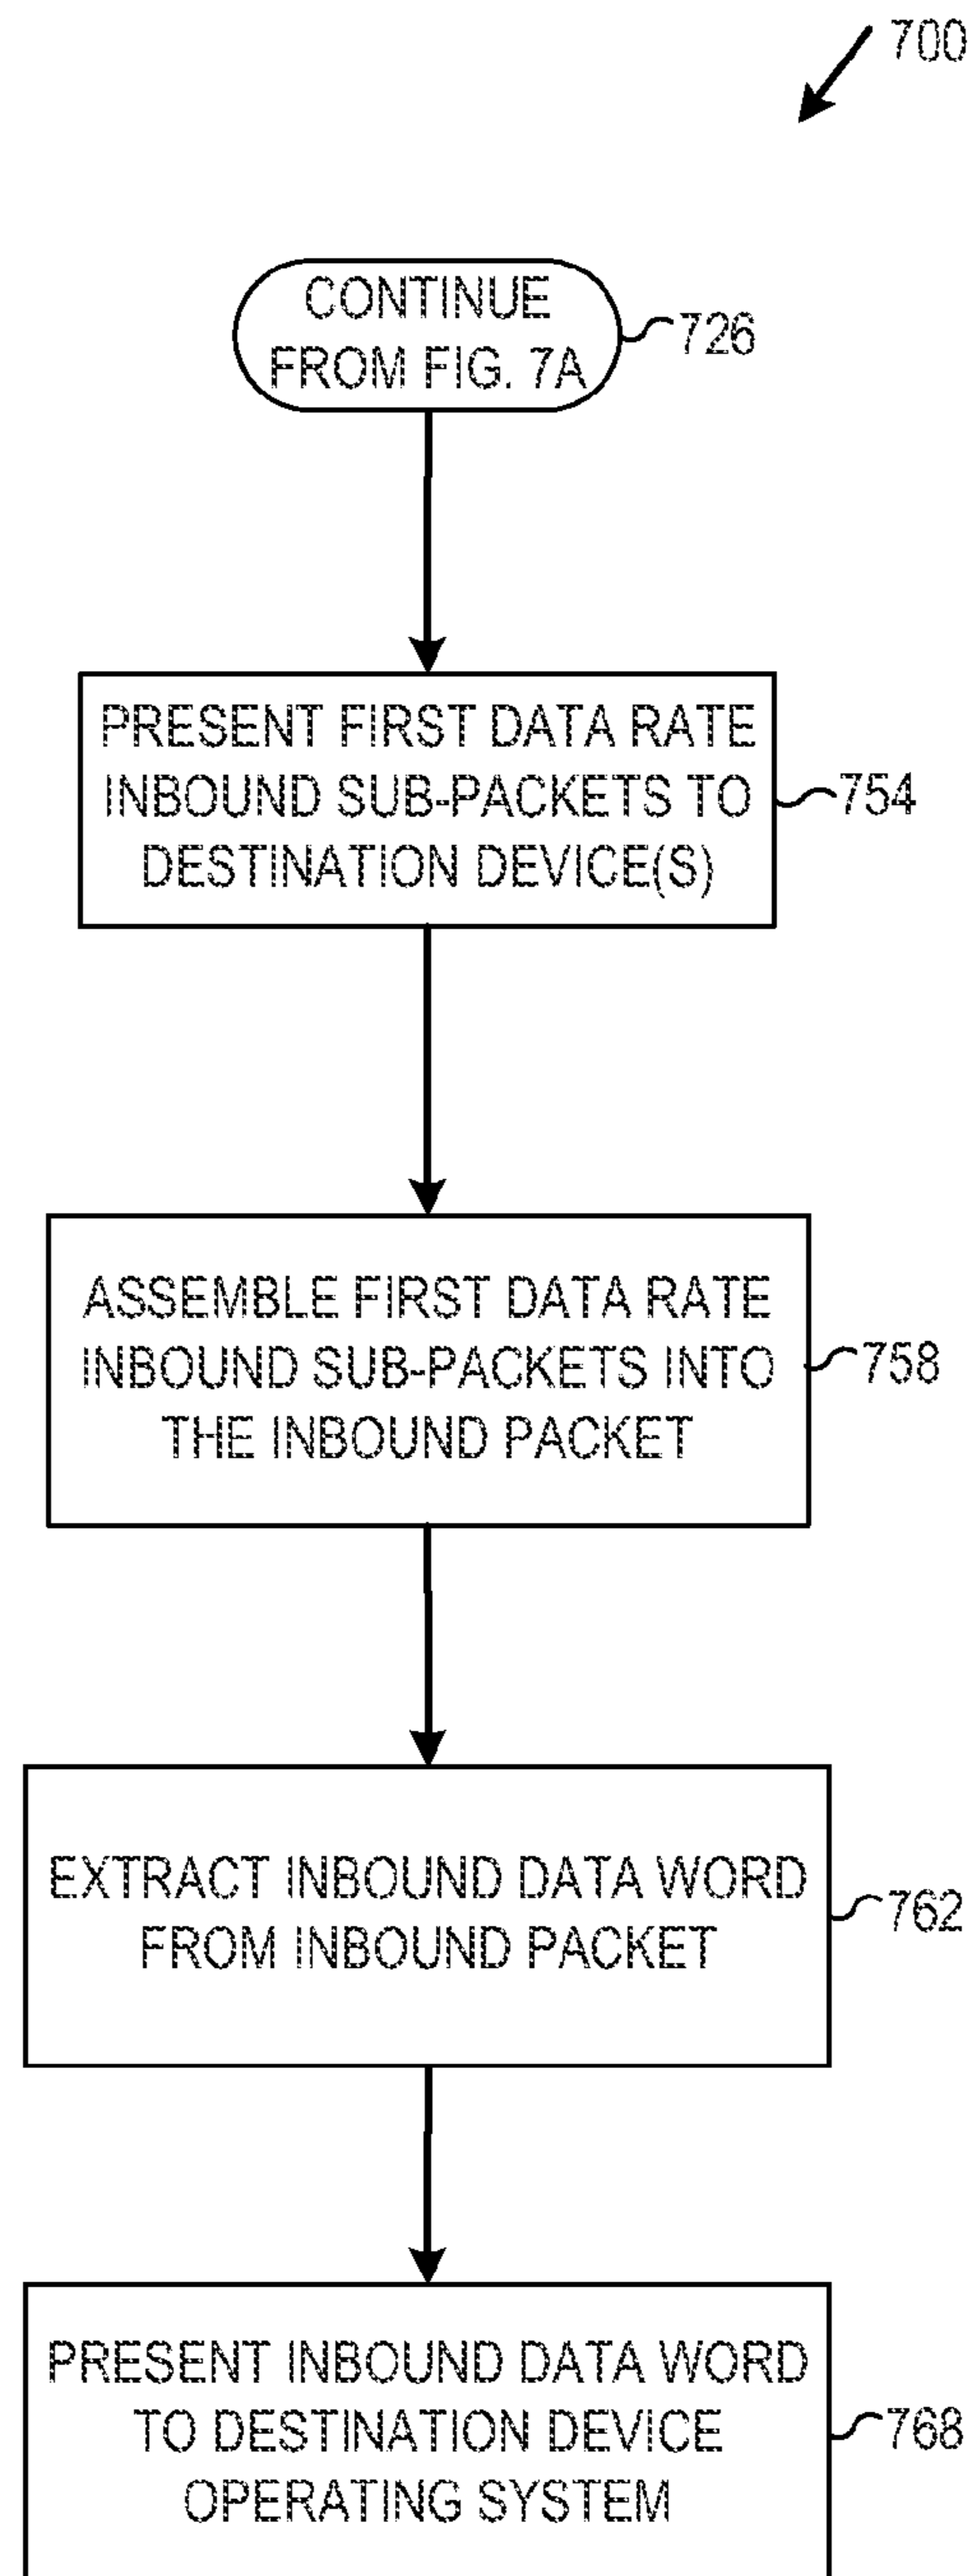 700
CONTINUE
FROM FIG. 7A
726
PRESENT FIRST DATA RATE
INBOUND SUB-PACKETS TO
DESTINATION DEVICE(S)
754
ASSEMBLE FIRST DATA RATE
INBOUND SUB-PACKETS INTO
THE INBOUND PACKET
758
EXTRACT INBOUND DATA WORD
FROM INBOUND PACKET
762
PRESENT INBOUND DATA WORD
TO DESTINATION DEVICE
OPERATING SYSTEM
768